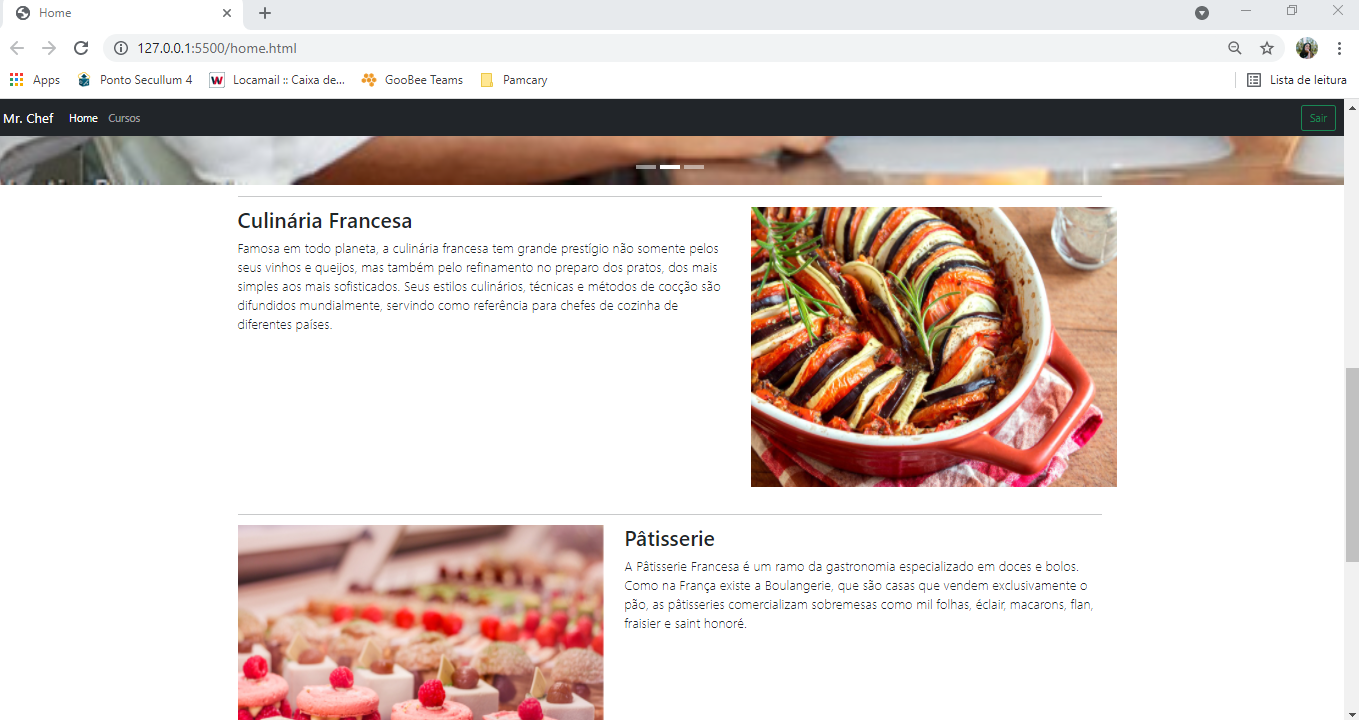 Home
127.0.0.1:5500/home.html
Apps Ponto Secullum 4 Locamail :: Caixa de... GooBee Teams Pamcary Lista de leitura
Mr. Chef Home Cursos Sair
Culinária Francesa
Famosa em todo planeta, a culinária francesa tem grande prestígio não somente pelos
seus vinhos e queijos, mas também pelo refinamento no preparo dos pratos, dos mais
simples aos mais sofisticados. Seus estilos culinários, técnicas e métodos de cocção são
difundidos mundialmente, servindo como referência para chefes de cozinha de
diferentes países.
Pâtisserie
A Pâtisserie Francesa é um ramo da gastronomia especializado em doces e bolos.
Como na França existe a Boulangerie, que são casas que vendem exclusivamente o
pão, as pâtisseries comercializam sobremesas como mil folhas, éclair, macarons, flan,
fraisier e saint honoré.